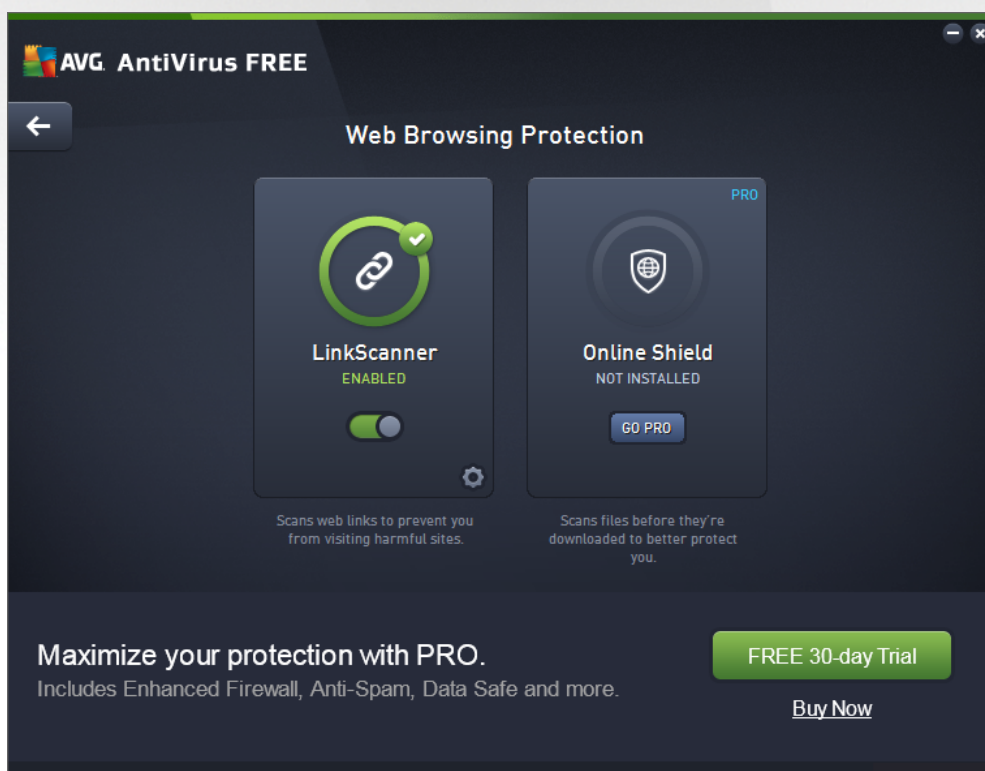 AVG AntiVirus FREE
Web Browsing Protection
PRO
LinkScanner
ENABLED
Scans web links to prevent you
from visiting harmful sites.
Online Shield
NOT INSTALLED
GO PRO
Scans files before they're
downloaded to better protect
you.
Maximize your protection with PRO.
Includes Enhanced Firewall, Anti-Spam, Data Safe and more.
FREE 30-day Trial
Buy Now